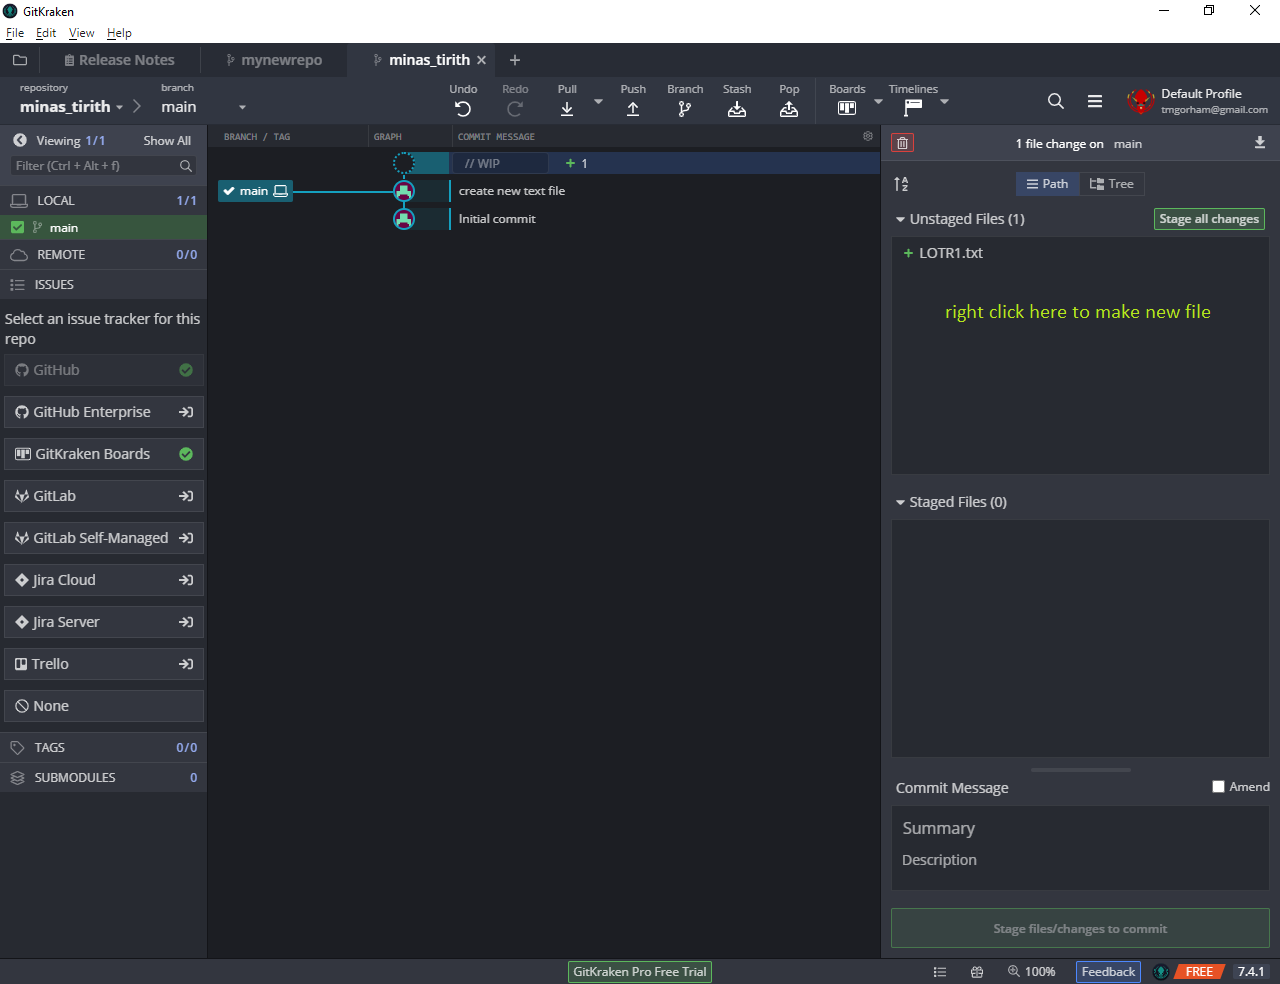 GitKraken
File Edit View Help
Release Notes mynewrepo minas_tirith
repository branch
minas_tirith main
Undo Redo Pull Push Branch Stash Pop Boards Timelines
Default Profile
tmgorham@gmail.com
Viewing 1/1 Show All
Filter (Ctrl + Alt + f)
LOCAL 1/1
main
REMOTE 0/0
ISSUES
Select an issue tracker for this
repo
GitHub
GitHub Enterprise
GitKraken Boards
GitLab
GitLab Self-Managed
Jira Cloud
Jira Server
Trello
None
TAGS 0/0
SUBMODULES 0
BRANCH / TAG GRAPH COMMIT MESSAGE
// WIP + 1
main create new text file
Initial commit
1 file change on main
A Z
Path Tree
Unstaged Files (1) Stage all changes
+ LOTR1.txt
right click here to make new file
Staged Files (0)
Commit Message Amend
Summary
Description
Stage files/changes to commit
GitKraken Pro Free Trial 100% Feedback FREE 7.4.1